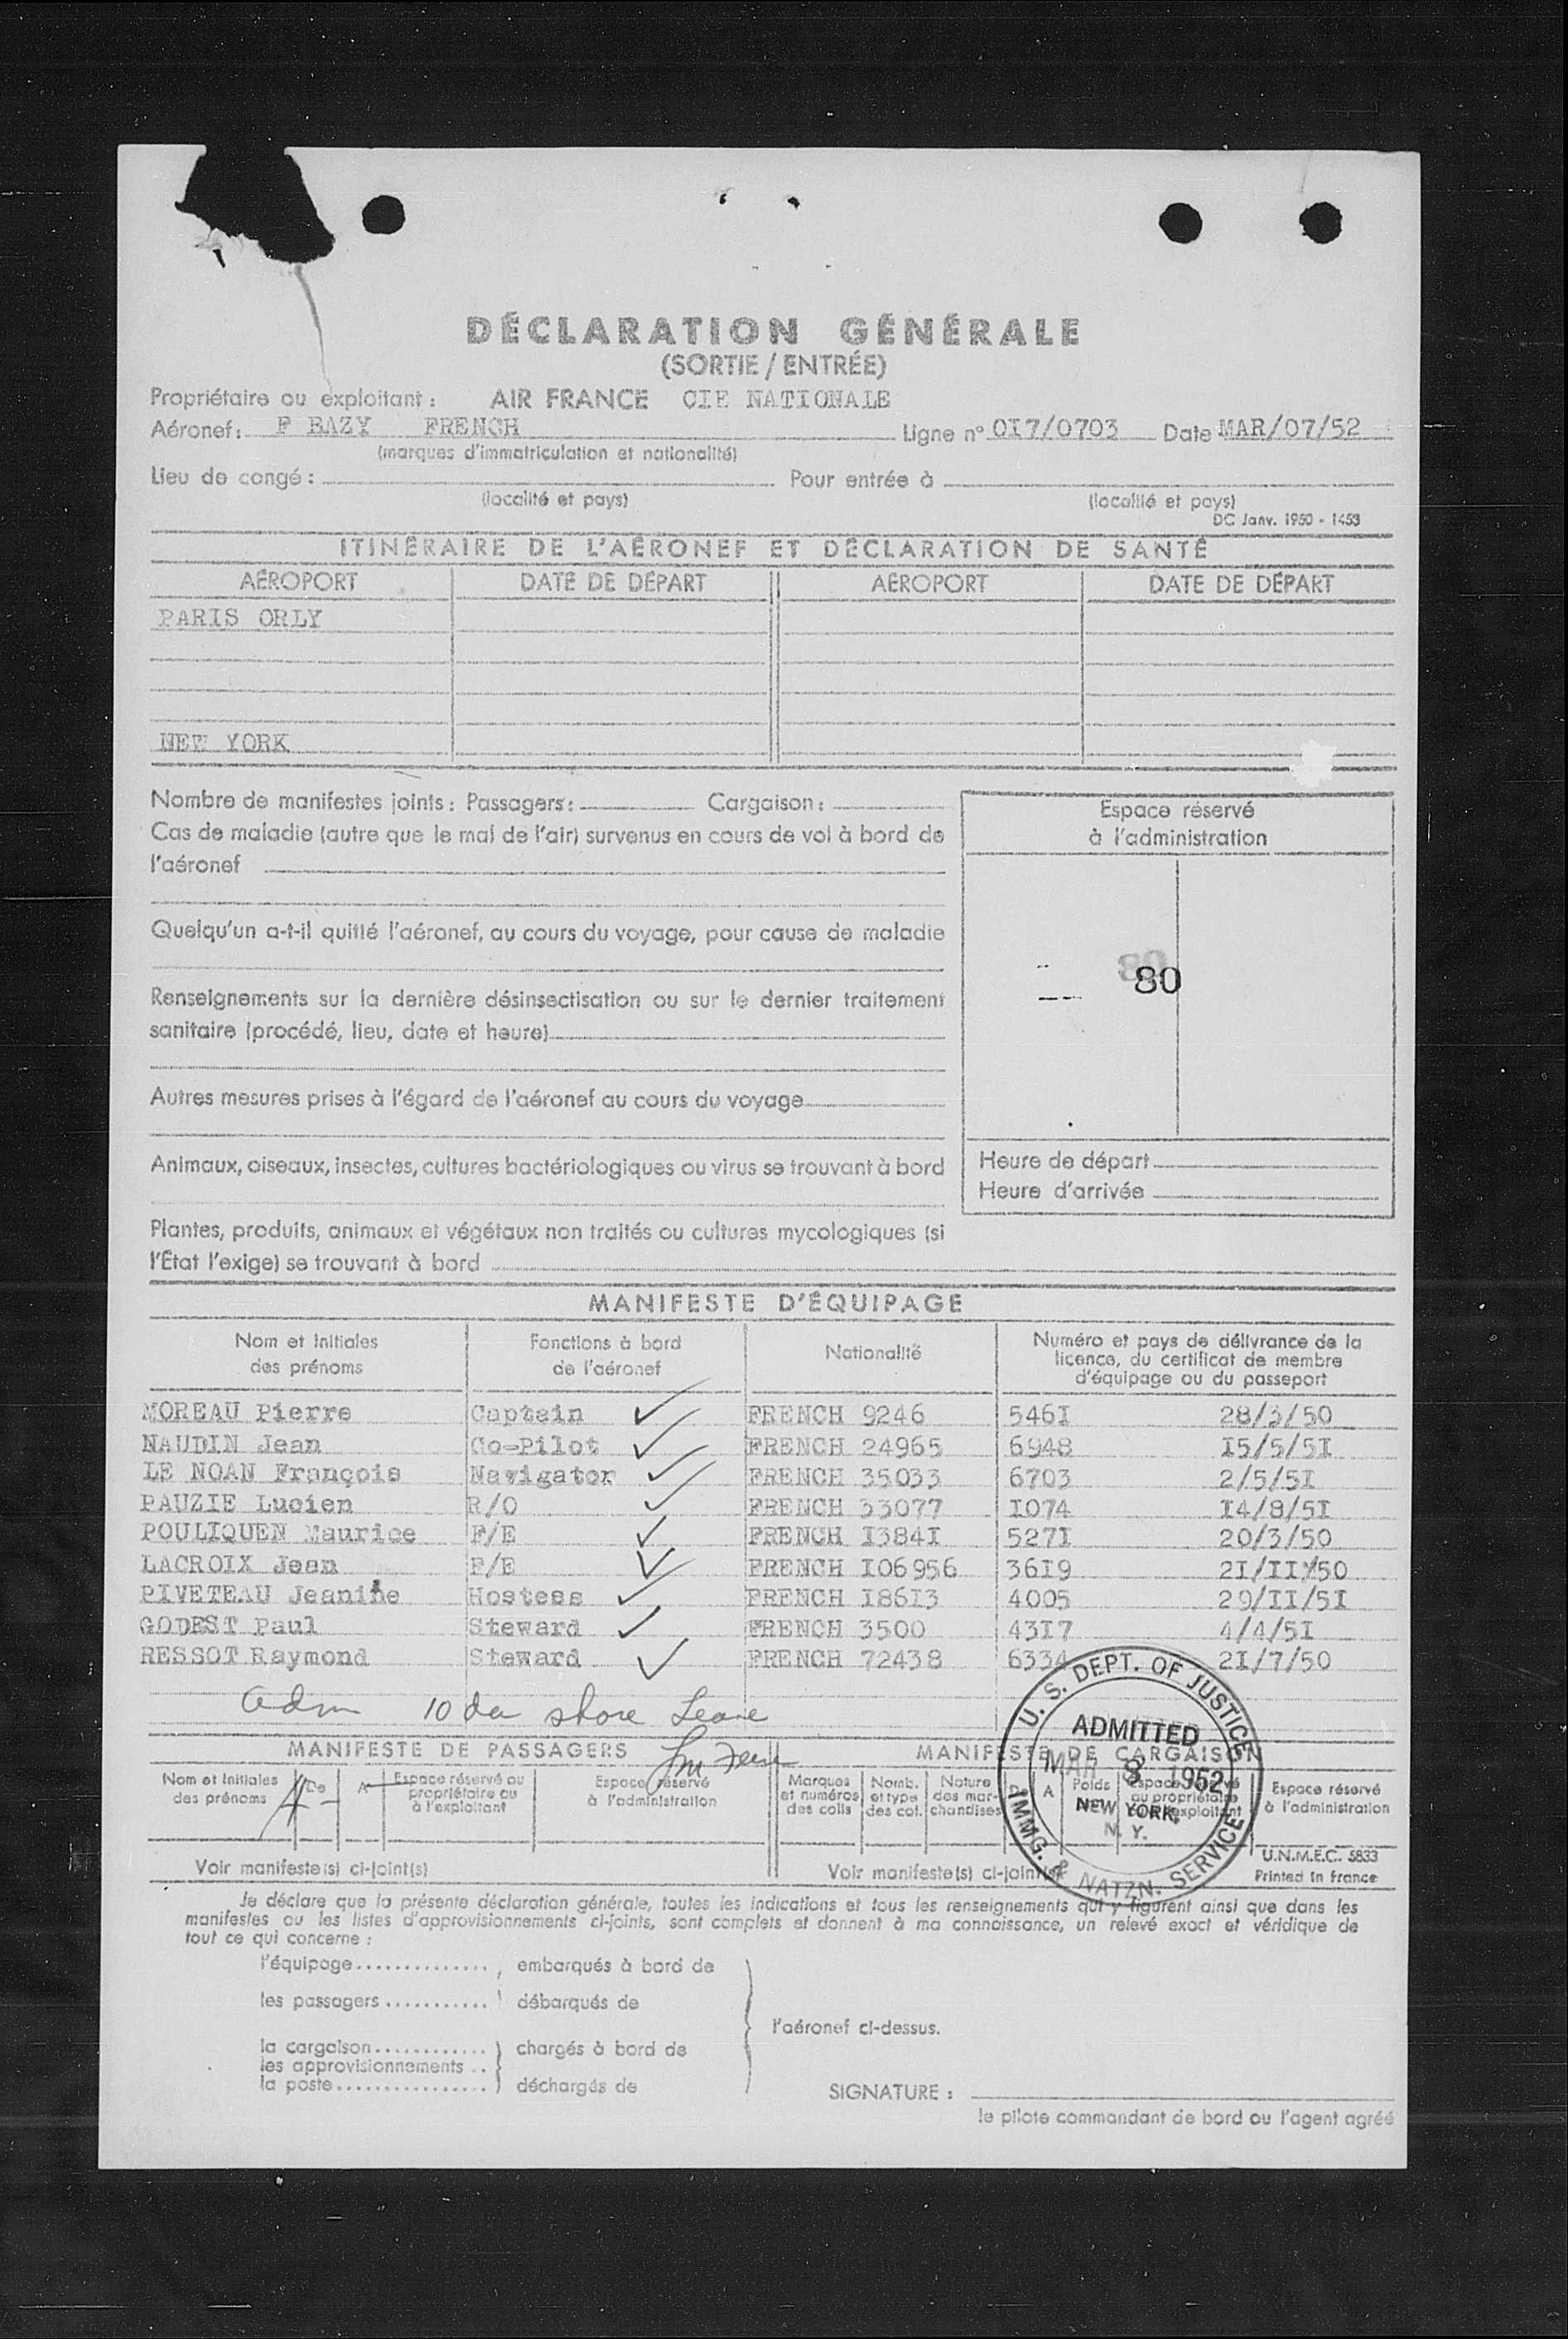 DÉCLARATION GÉNÉRALE
(SORTIE / ENTRÉE)
Propriétaire ou exploitant : AIR FRANCE CIE NATIONALE
Aéronef : F BAZY FRENCH Ligne n° OI7/0703 Date MAR/07/52
(marques d'immatriculation et nationalité)
Lieu de congé : Pour entrée à
(localité et pays) (localité et pays)
DC Janv. 1950 - 1453
ITINÉRAIRE DE L'AÉRONEF ET DÉCLARATION DE SANTÉ
AÉROPORT DATE DE DÉPART AÉROPORT DATE DE DÉPART
PARIS ORLY
NEW YORK
Nombre de manifestes joints : Passagers : Cargaison :
Cas de maladie (autre que le mal de l'air) survenus en cours de vol à bord de
l'aéronef
Quelqu'un a-t-il quitté l'aéronef, au cours du voyage, pour cause de maladie
Renseignements sur la dernière désinsectisation ou sur le dernier traitement
sanitaire (procédé, lieu, date et heure)
Autres mesures prises à l'égard de l'aéronef au cours du voyage
Animaux, oiseaux, insectes, cultures bactériologiques ou virus se trouvant à bord
Plantes, produits, animaux et végétaux non traités ou cultures mycologiques (si
l'État l'exige) se trouvant à bord
Espace réservé
à l'administration
80
80
Heure de départ
Heure d'arrivée
MANIFESTE D'ÉQUIPAGE
Nom et Initiales des prénoms
Fonctions à bord de l'aéronef
Nationalité
Numéro et pays de délivrance de la licence, du certificat de membre d'équipage ou du passeport
MOREAU Pierre Captain ✓ FRENCH 9246 546I 28/3/50
NAUDIN Jean Co-Pilot ✓ FRENCH 24965 6948 I5/5/5I
LE NOAN François Navigator ✓ FRENCH 35033 6703 2/5/5I
PAUZIE Lucien R/O ✓ FRENCH 33077 I074 I4/8/5I
POULIQUEN Maurice F/E ✓ FRENCH I384I 527I 20/3/50
LACROIX Jean F/E ✓ FRENCH I06956 36I9 2I/II/50
PIVETEAU Jeanine Hostess ✓ FRENCH I86I3 4005 29/II/5I
GODEST Paul Steward ✓ FRENCH 3500 43I7 4/4/5I
RESSOT Raymond Steward ✓ FRENCH 72438 6334 2I/7/50
adm 10 da shore Leave
MANIFESTE DE PASSAGERS
Nom et Initiales des prénoms
De
A
Espace réservé au propriétaire ou à l'exploitant
Espace réservé à l'administration
Voir manifeste(s) ci-joint(s)
MANIFESTE DE CARGAISON
Marques et numéros des colis
Nomb. et type des col.
Nature des marchandises
A
Poids
Espace réservé au propriétaire exploitant
Espace réservé à l'administration
U. S. DEPT. OF JUSTICE
ADMITTED
MAR 8 1952
NEW YORK,
N. Y.
IMMG. & NATZN. SERVICE
Voir manifeste(s) ci-joint(s)
U.N.M.E.C. 5833
Printed in France
Je déclare que la présente déclaration générale, toutes les indications et tous les renseignements qui y figurent ainsi que dans les
manifestes ou les listes d'approvisionnements ci-joints, sont complets et donnent à ma connaissance, un relevé exact et véridique de
tout ce qui concerne :
l'équipage.............. , embarqués à bord de
les passagers ........... débarqués de
l'aéronef ci-dessus.
la cargaison............ ) chargés à bord de
les approvisionnements ..
la poste................ ) déchargés de
SIGNATURE :
le pilote commandant de bord ou l'agent agréé